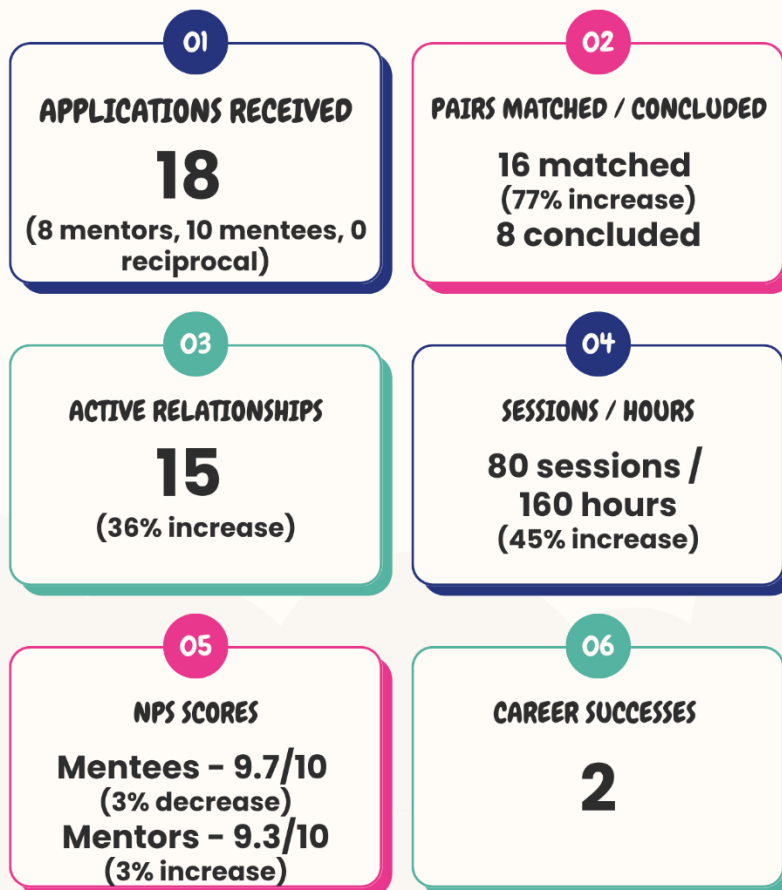 01
APPLICATIONS RECEIVED
18
(8 mentors, 10 mentees, 0
reciprocal)
02
PAIRS MATCHED / CONCLUDED
16 matched
(77% increase)
8 concluded
03
ACTIVE RELATIONSHIPS
15
(36% increase)
04
SESSIONS / HOURS
80 sessions /
160 hours
(45% increase)
05
NPS SCORES
Mentees - 9.7/10
(3% decrease)
Mentors - 9.3/10
(3% increase)
06
CAREER SUCCESSES
2